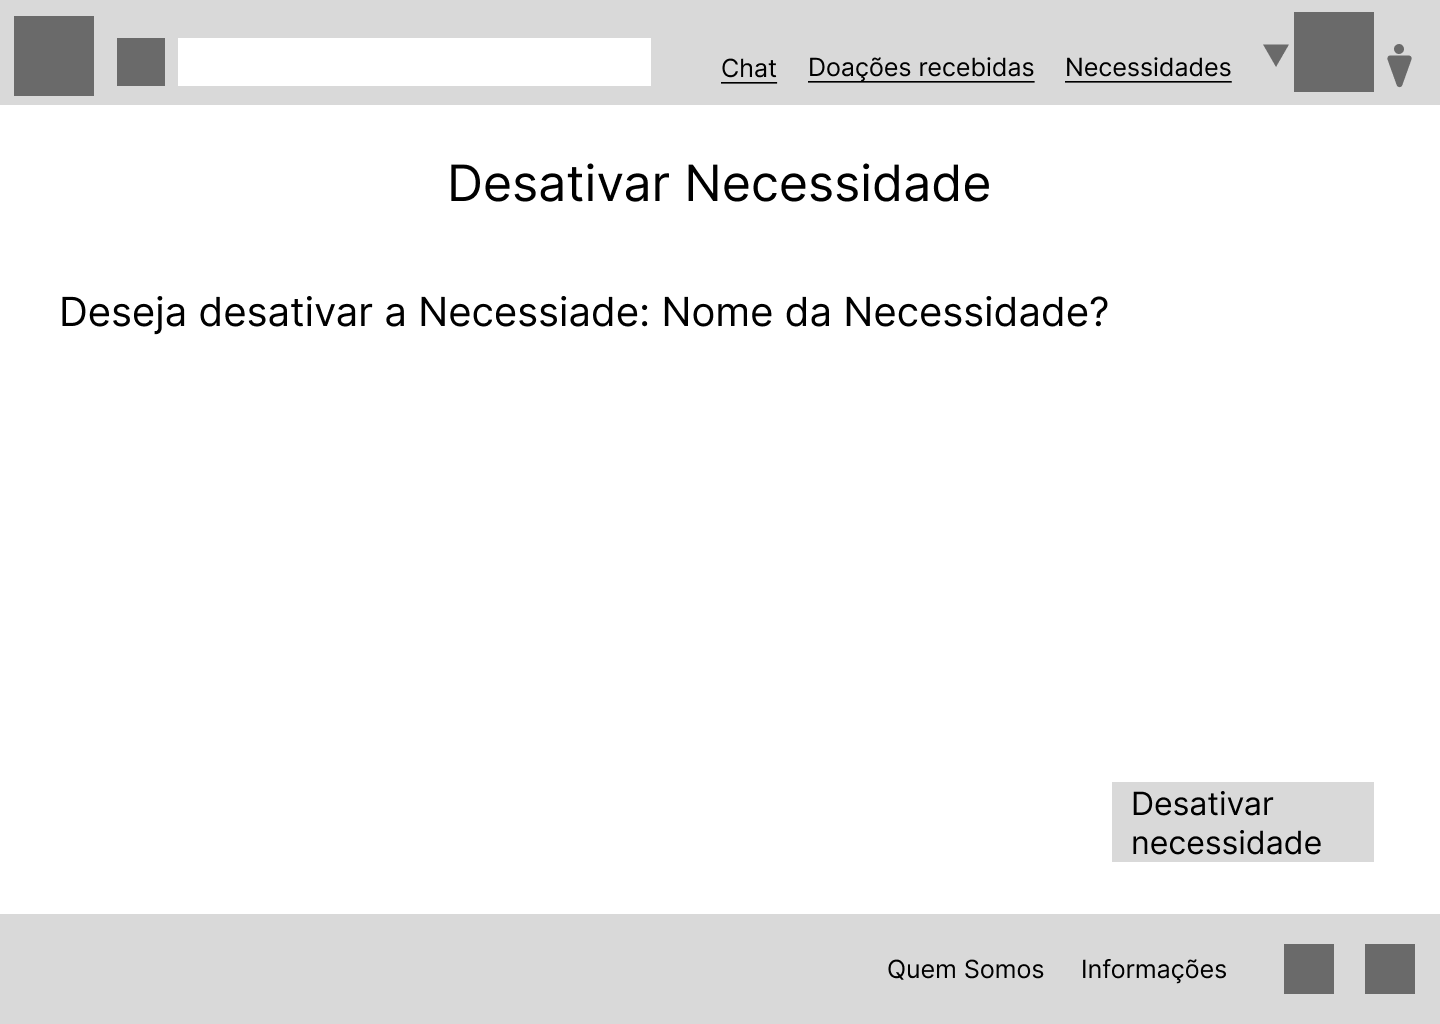 Chat Doações recebidas Necessidades
Desativar Necessidade
Deseja desativar a Necessiade: Nome da Necessidade?
Desativar
necessidade
Quem Somos Informações